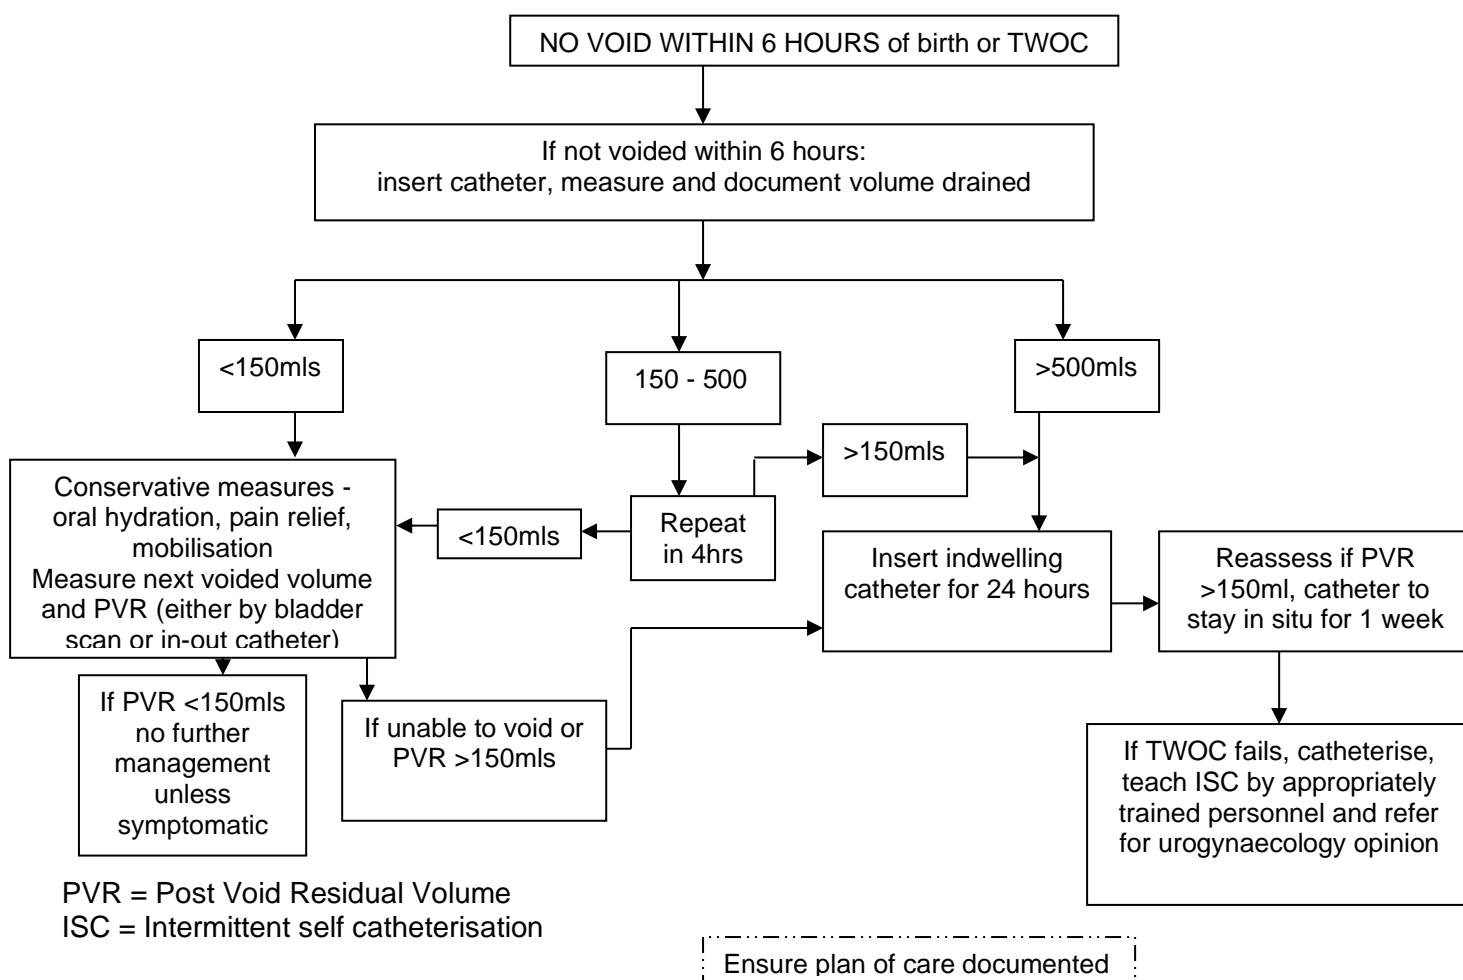 NO VOID WITHIN 6 HOURS of birth or TWOC
If not voided within 6 hours:
insert catheter, measure and document volume drained
<150mls
150 - 500
>500mls
>150mls
Conservative measures -
oral hydration, pain relief,
mobilisation
Measure next voided volume
and PVR (either by bladder
scan or in-out catheter)
<150mls
Repeat
in 4hrs
Insert indwelling
catheter for 24 hours
Reassess if PVR
>150ml, catheter to
stay in situ for 1 week
If PVR <150mls
no further
management
unless
symptomatic
If unable to void or
PVR >150mls
If TWOC fails, catheterise,
teach ISC by appropriately
trained personnel and refer
for urogynaecology opinion
PVR = Post Void Residual Volume
ISC = Intermittent self catheterisation
Ensure plan of care documented